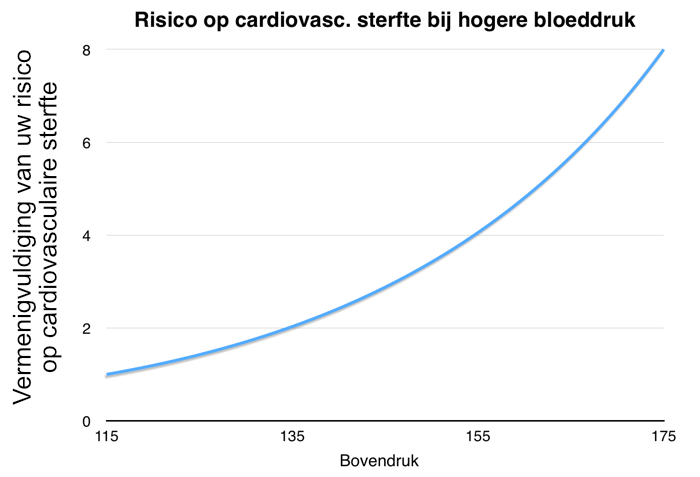 Risico op cardiovasc. sterfte bij hogere bloeddruk
Vermenigvuldiging van uw risico
op cardiovasculaire sterfte
8
6
4
2
0
115 135 155 175
Bovendruk